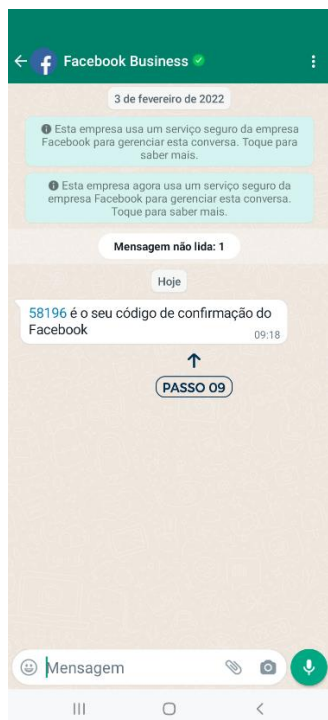 Facebook Business
3 de fevereiro de 2022
Esta empresa usa um serviço seguro da empresa
Facebook para gerenciar esta conversa. Toque para
saber mais.
Esta empresa agora usa um serviço seguro da
empresa Facebook para gerenciar esta conversa.
Toque para saber mais.
Mensagem não lida: 1
Hoje
58196 é o seu código de confirmação do
Facebook
09:18
PASSO 09
Mensagem